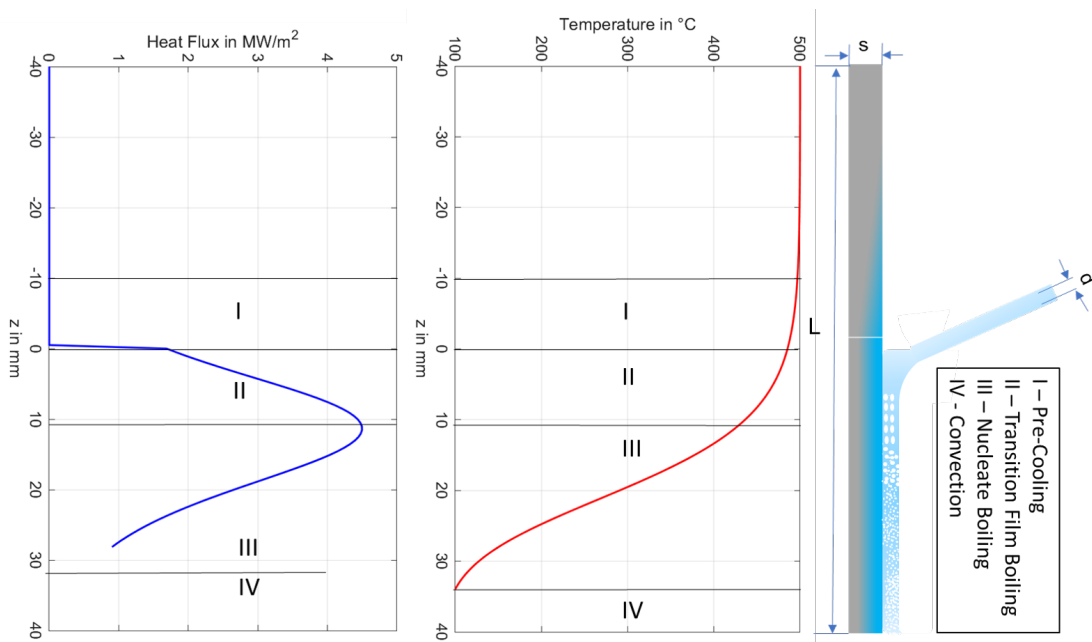 Heat Flux in MW/m²
0
1
2
3
4
5
-40
-30
-20
-10
0
10
20
30
40
z in mm
I
II
III
IV
Temperature in °C
100
200
300
400
500
-40
-30
-20
-10
0
10
20
30
40
z in mm
I
II
III
IV
s
L
d
I – Pre-Cooling
II – Transition Film Boiling
III – Nucleate Boiling
IV - Convection